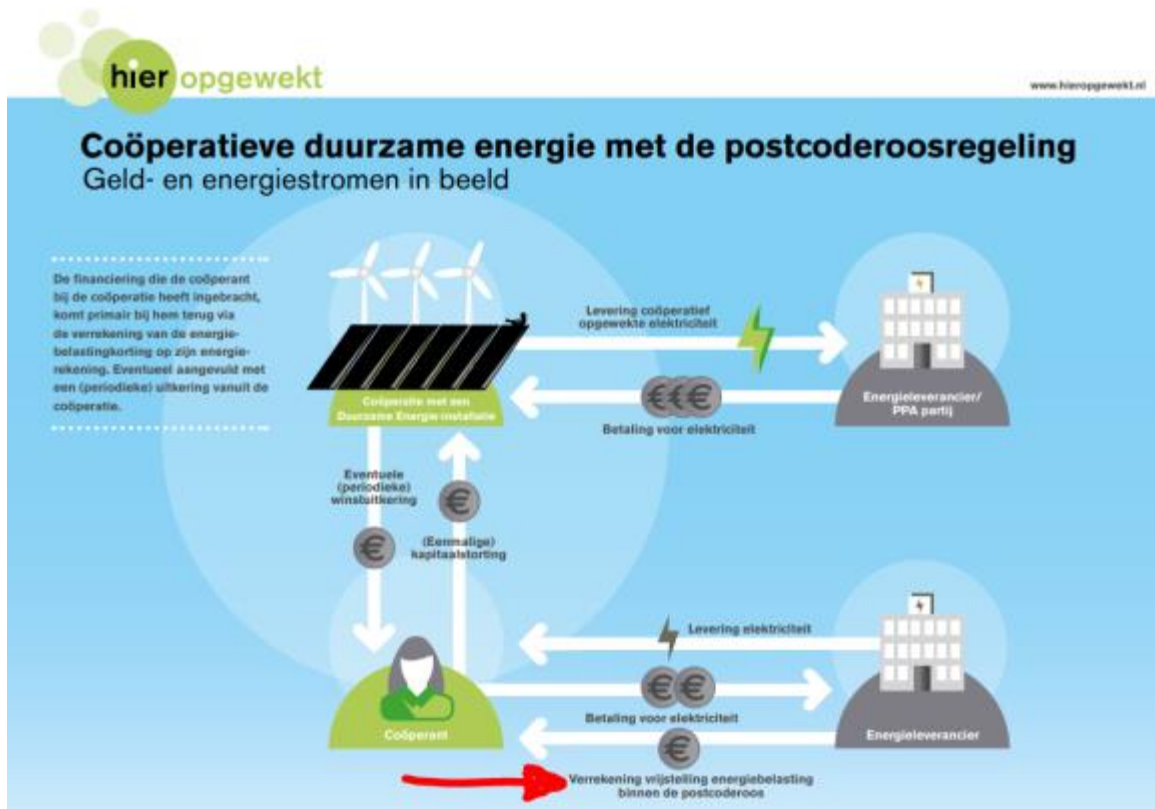 hier opgewekt
www.hieropgewekt.nl
Coöperatieve duurzame energie met de postcoderoosregeling
Geld- en energiestromen in beeld
De financiering die de coöperant
bij de coöperatie heeft ingebracht,
komt primair bij hem terug via
de verrekening van de energie-
belastingkorting op zijn energie-
rekening. Eventueel aangevuld met
een (periodieke) uitkering vanuit de
coöperatie.
Coöperatie met een
Duurzame Energie-installatie
Levering coöperatief
opgewekte elektriciteit
Betaling voor elektriciteit
Energieleverancier/
PPA partij
Eventuele
(periodieke)
winstuitkering
(Eenmalige)
kapitaalstorting
Levering elektriciteit
Betaling voor elektriciteit
Coöperant
Energieleverancier
Verrekening vrijstelling energiebelasting
binnen de postcoderoos